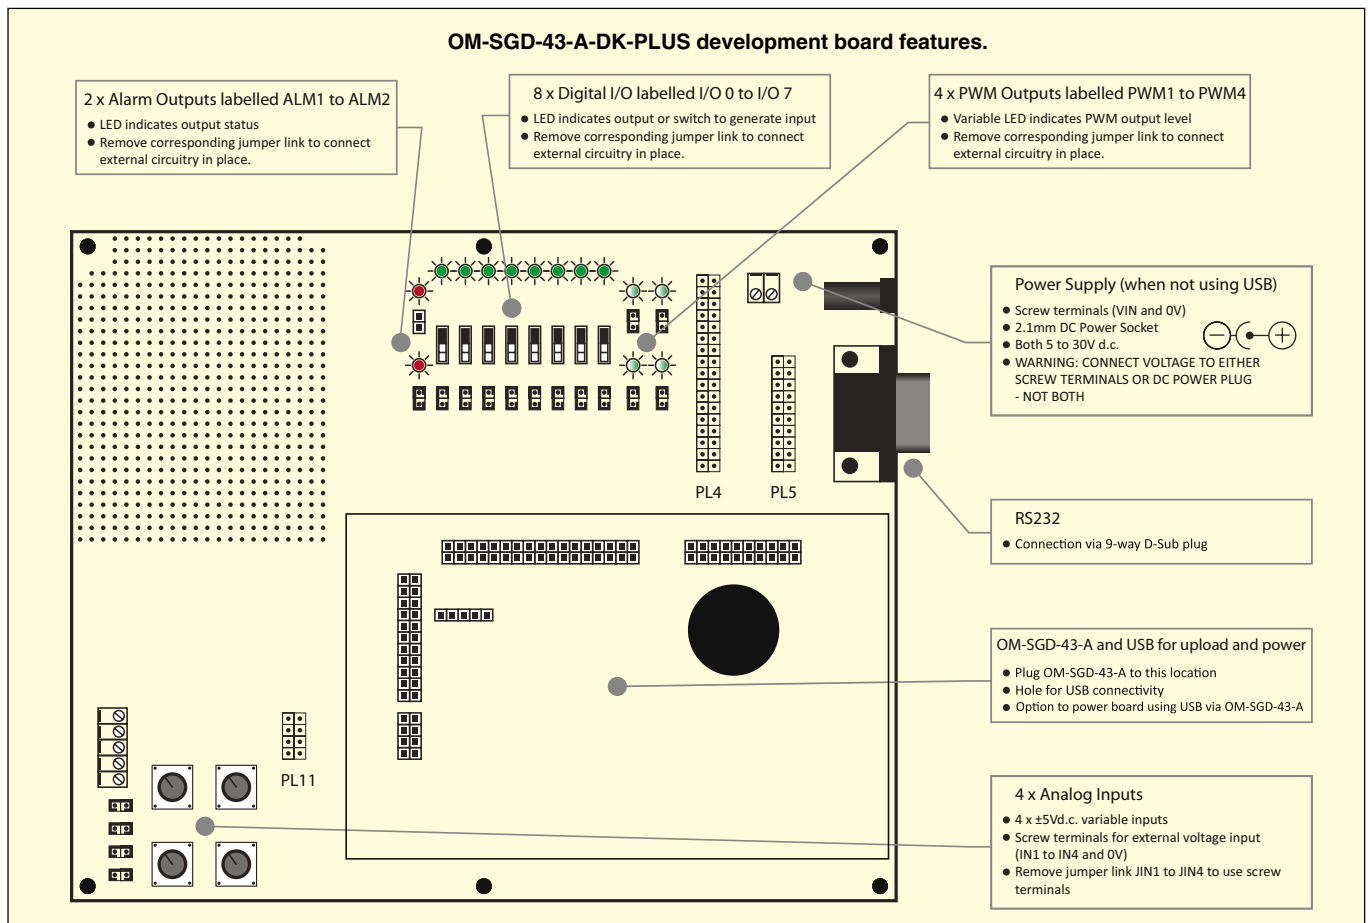 OM-SGD-43-A-DK-PLUS development board features.
2 x Alarm Outputs labelled ALM1 to ALM2
● LED indicates output status
● Remove corresponding jumper link to connect
external circuitry in place.
8 x Digital I/O labelled I/O 0 to I/O 7
● LED indicates output or switch to generate input
● Remove corresponding jumper link to connect
external circuitry in place.
4 x PWM Outputs labelled PWM1 to PWM4
● Variable LED indicates PWM output level
● Remove corresponding jumper link to connect
external circuitry in place.
Power Supply (when not using USB)
● Screw terminals (VIN and 0V)
● 2.1mm DC Power Socket
● Both 5 to 30V d.c.
● WARNING: CONNECT VOLTAGE TO EITHER
SCREW TERMINALS OR DC POWER PLUG
- NOT BOTH
PL4
PL5
RS232
● Connection via 9-way D-Sub plug
OM-SGD-43-A and USB for upload and power
● Plug OM-SGD-43-A to this location
● Hole for USB connectivity
● Option to power board using USB via OM-SGD-43-A
PL11
4 x Analog Inputs
● 4 x ±5Vd.c. variable inputs
● Screw terminals for external voltage input
(IN1 to IN4 and 0V)
● Remove jumper link JIN1 to JIN4 to use screw
terminals